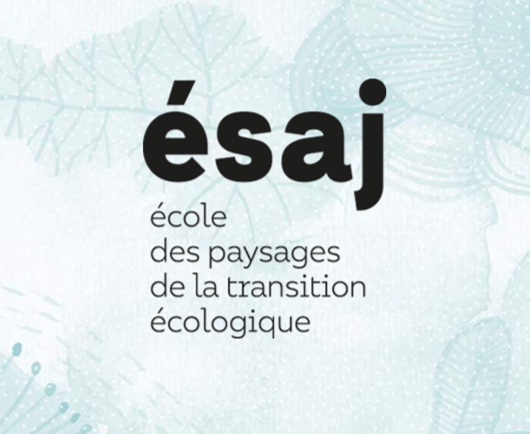 ésaj
école
des paysages
de la transition
écologique